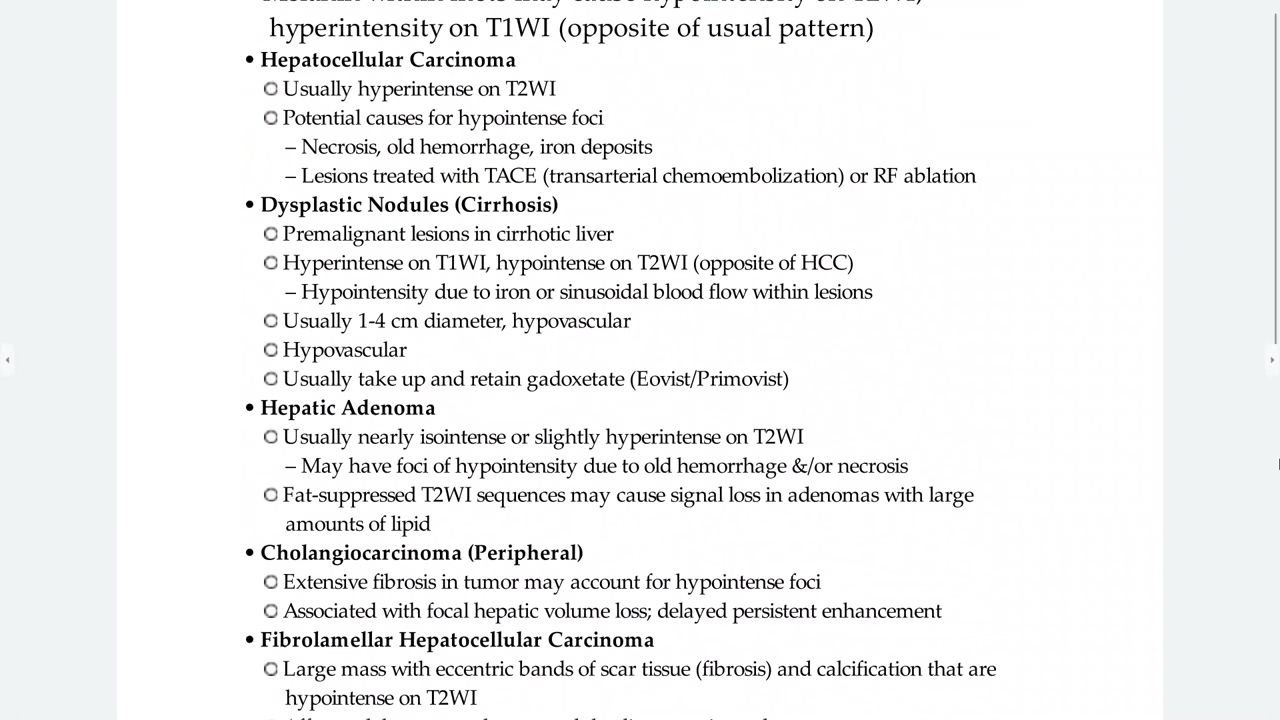 hyperintensity on T1WI (opposite of usual pattern)
• Hepatocellular Carcinoma
Usually hyperintense on T2WI
Potential causes for hypointense foci
– Necrosis, old hemorrhage, iron deposits
– Lesions treated with TACE (transarterial chemoembolization) or RF ablation
• Dysplastic Nodules (Cirrhosis)
Premalignant lesions in cirrhotic liver
Hyperintense on T1WI, hypointense on T2WI (opposite of HCC)
– Hypointensity due to iron or sinusoidal blood flow within lesions
Usually 1-4 cm diameter, hypovascular
Hypovascular
Usually take up and retain gadoxetate (Eovist/Primovist)
• Hepatic Adenoma
Usually nearly isointense or slightly hyperintense on T2WI
– May have foci of hypointensity due to old hemorrhage &/or necrosis
Fat-suppressed T2WI sequences may cause signal loss in adenomas with large
amounts of lipid
• Cholangiocarcinoma (Peripheral)
Extensive fibrosis in tumor may account for hypointense foci
Associated with focal hepatic volume loss; delayed persistent enhancement
• Fibrolamellar Hepatocellular Carcinoma
Large mass with eccentric bands of scar tissue (fibrosis) and calcification that are
hypointense on T2WI